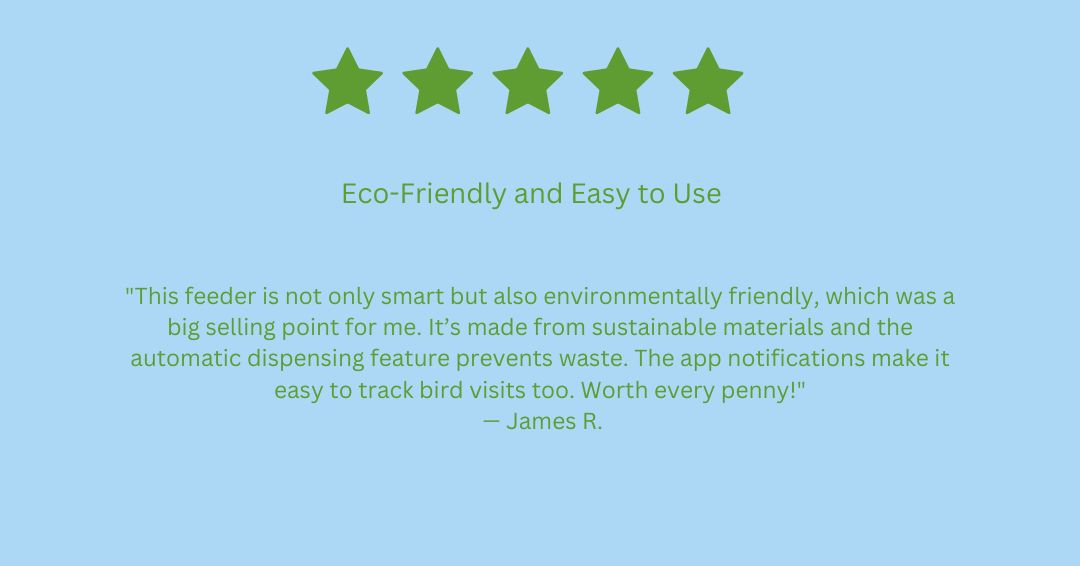 Eco-Friendly and Easy to Use
"This feeder is not only smart but also environmentally friendly, which was a
big selling point for me. It’s made from sustainable materials and the
automatic dispensing feature prevents waste. The app notifications make it
easy to track bird visits too. Worth every penny!"
— James R.